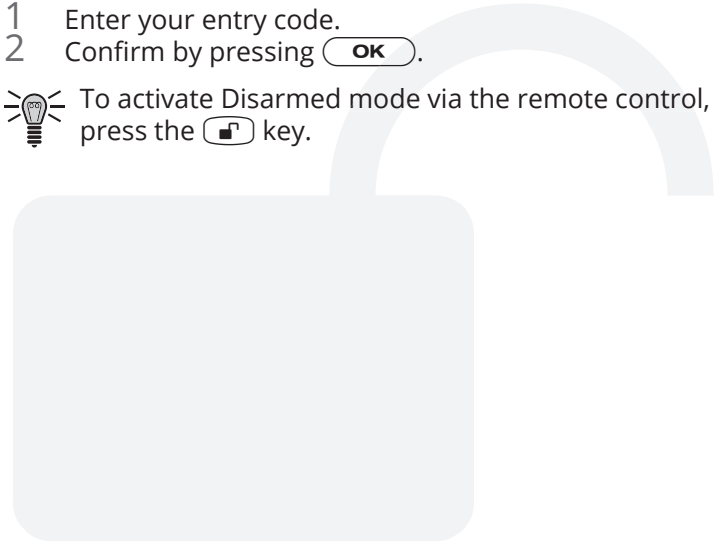 1 Enter your entry code.
2 Confirm by pressing OK.
To activate Disarmed mode via the remote control,
press the key.